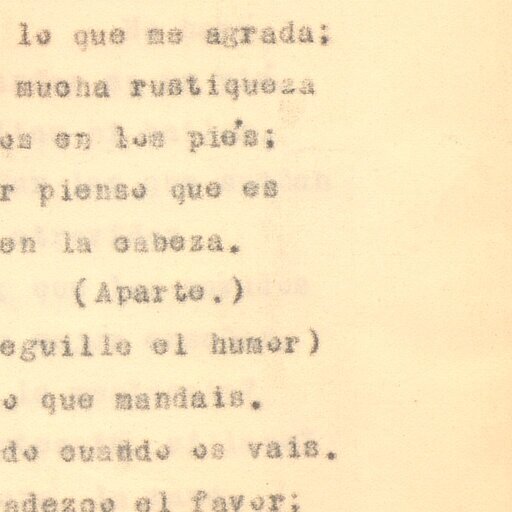 lo que me agrada;
mucha rustiqueza
os en los piés;
r pienso que es
en la cabeza.
(Aparte.)
eguille el humor)
o que mandais.
do cuando os vais.
adezco el favor;